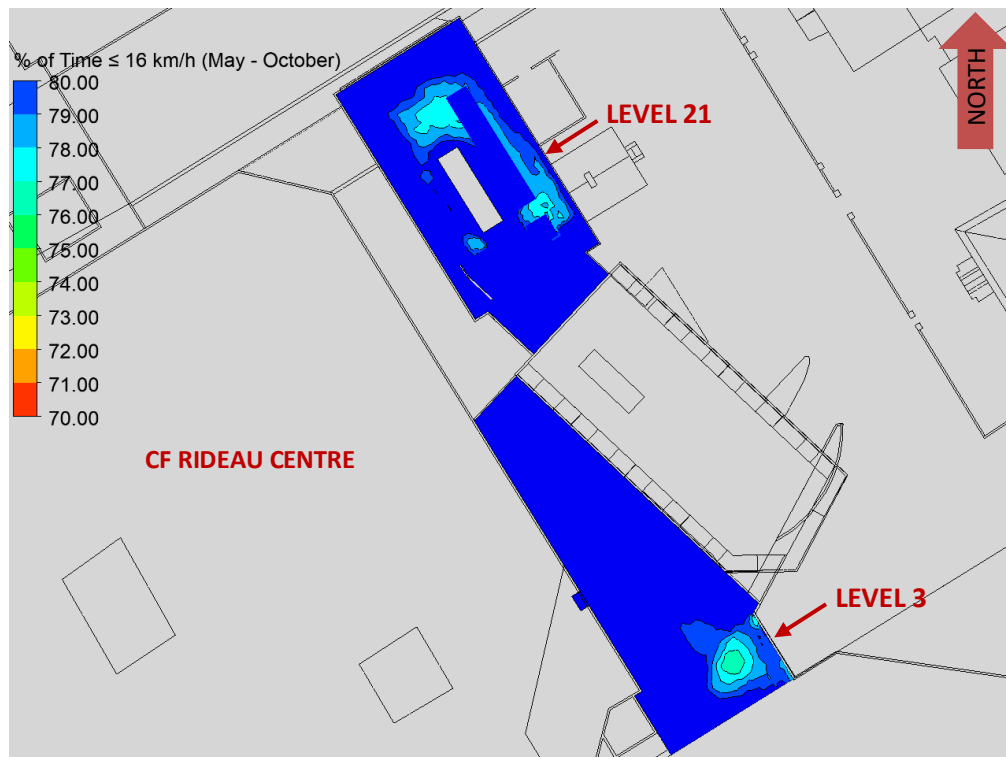 % of Time ≤ 16 km/h (May - October)
80.00
79.00
78.00
77.00
76.00
75.00
74.00
73.00
72.00
71.00
70.00
NORTH
LEVEL 21
CF RIDEAU CENTRE
LEVEL 3